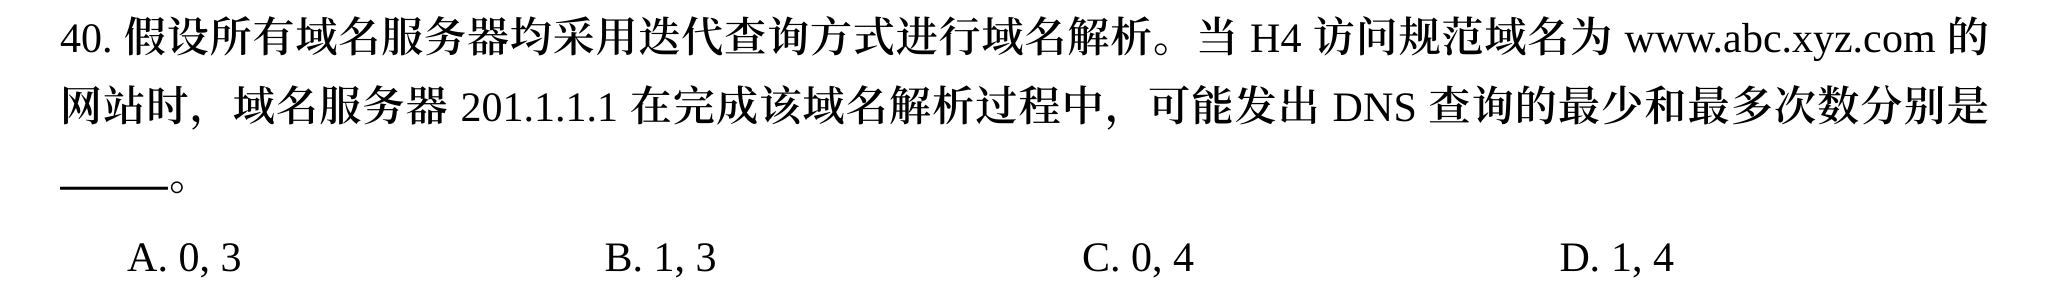 40. 假设所有域名服务器均采用迭代查询方式进行域名解析。当 H4 访问规范域名为 www.abc.xyz.com 的
网站时，域名服务器 201.1.1.1 在完成该域名解析过程中，可能发出 DNS 查询的最少和最多次数分别是
_____。
A. 0, 3 B. 1, 3 C. 0, 4 D. 1, 4